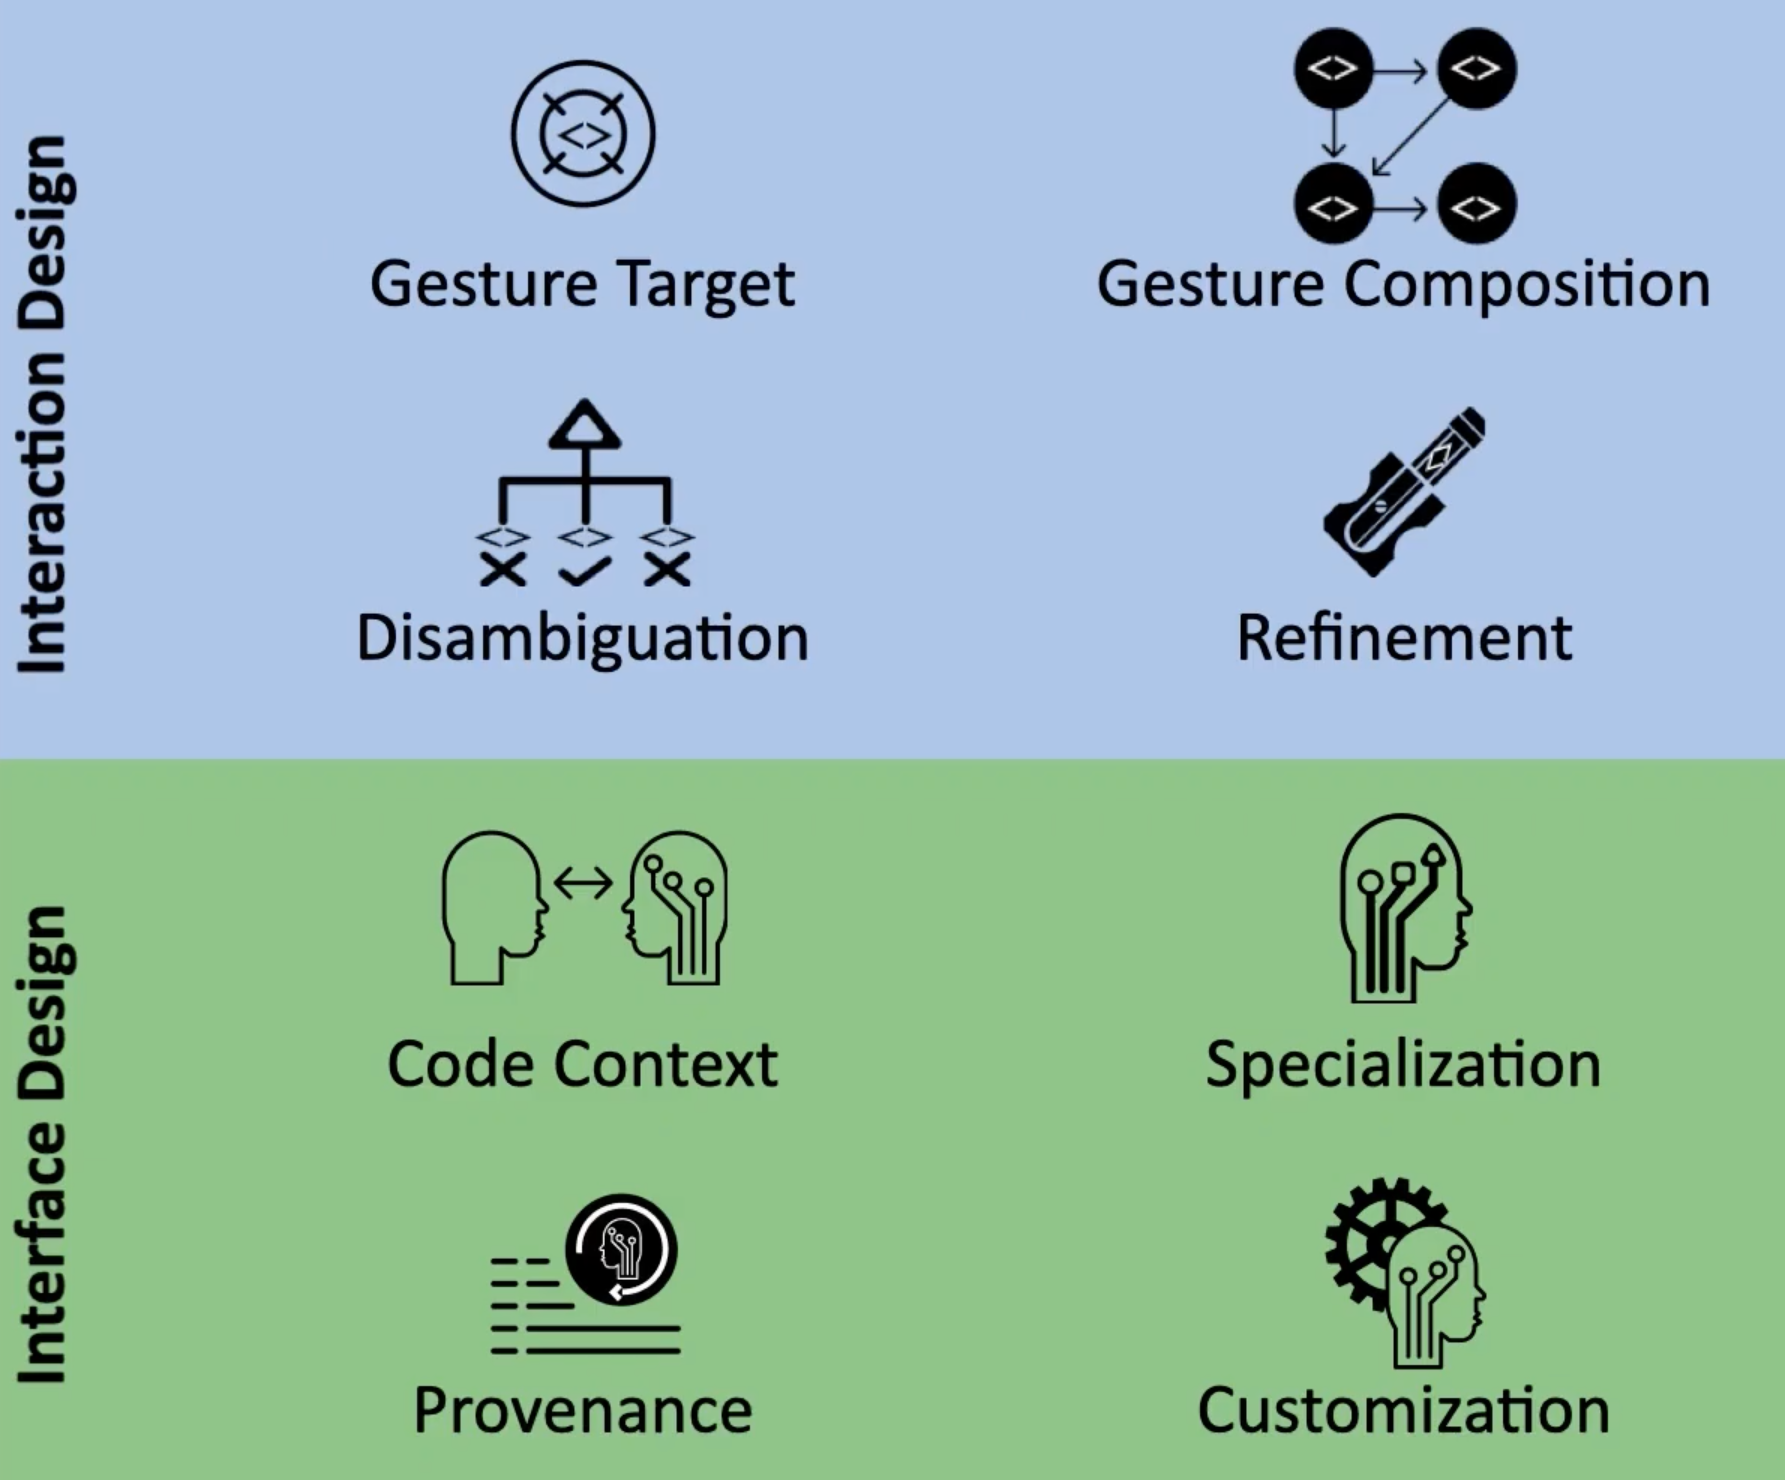 Interaction Design
Gesture Target
Gesture Composition
Disambiguation
Refinement
Interface Design
Code Context
Specialization
Provenance
Customization